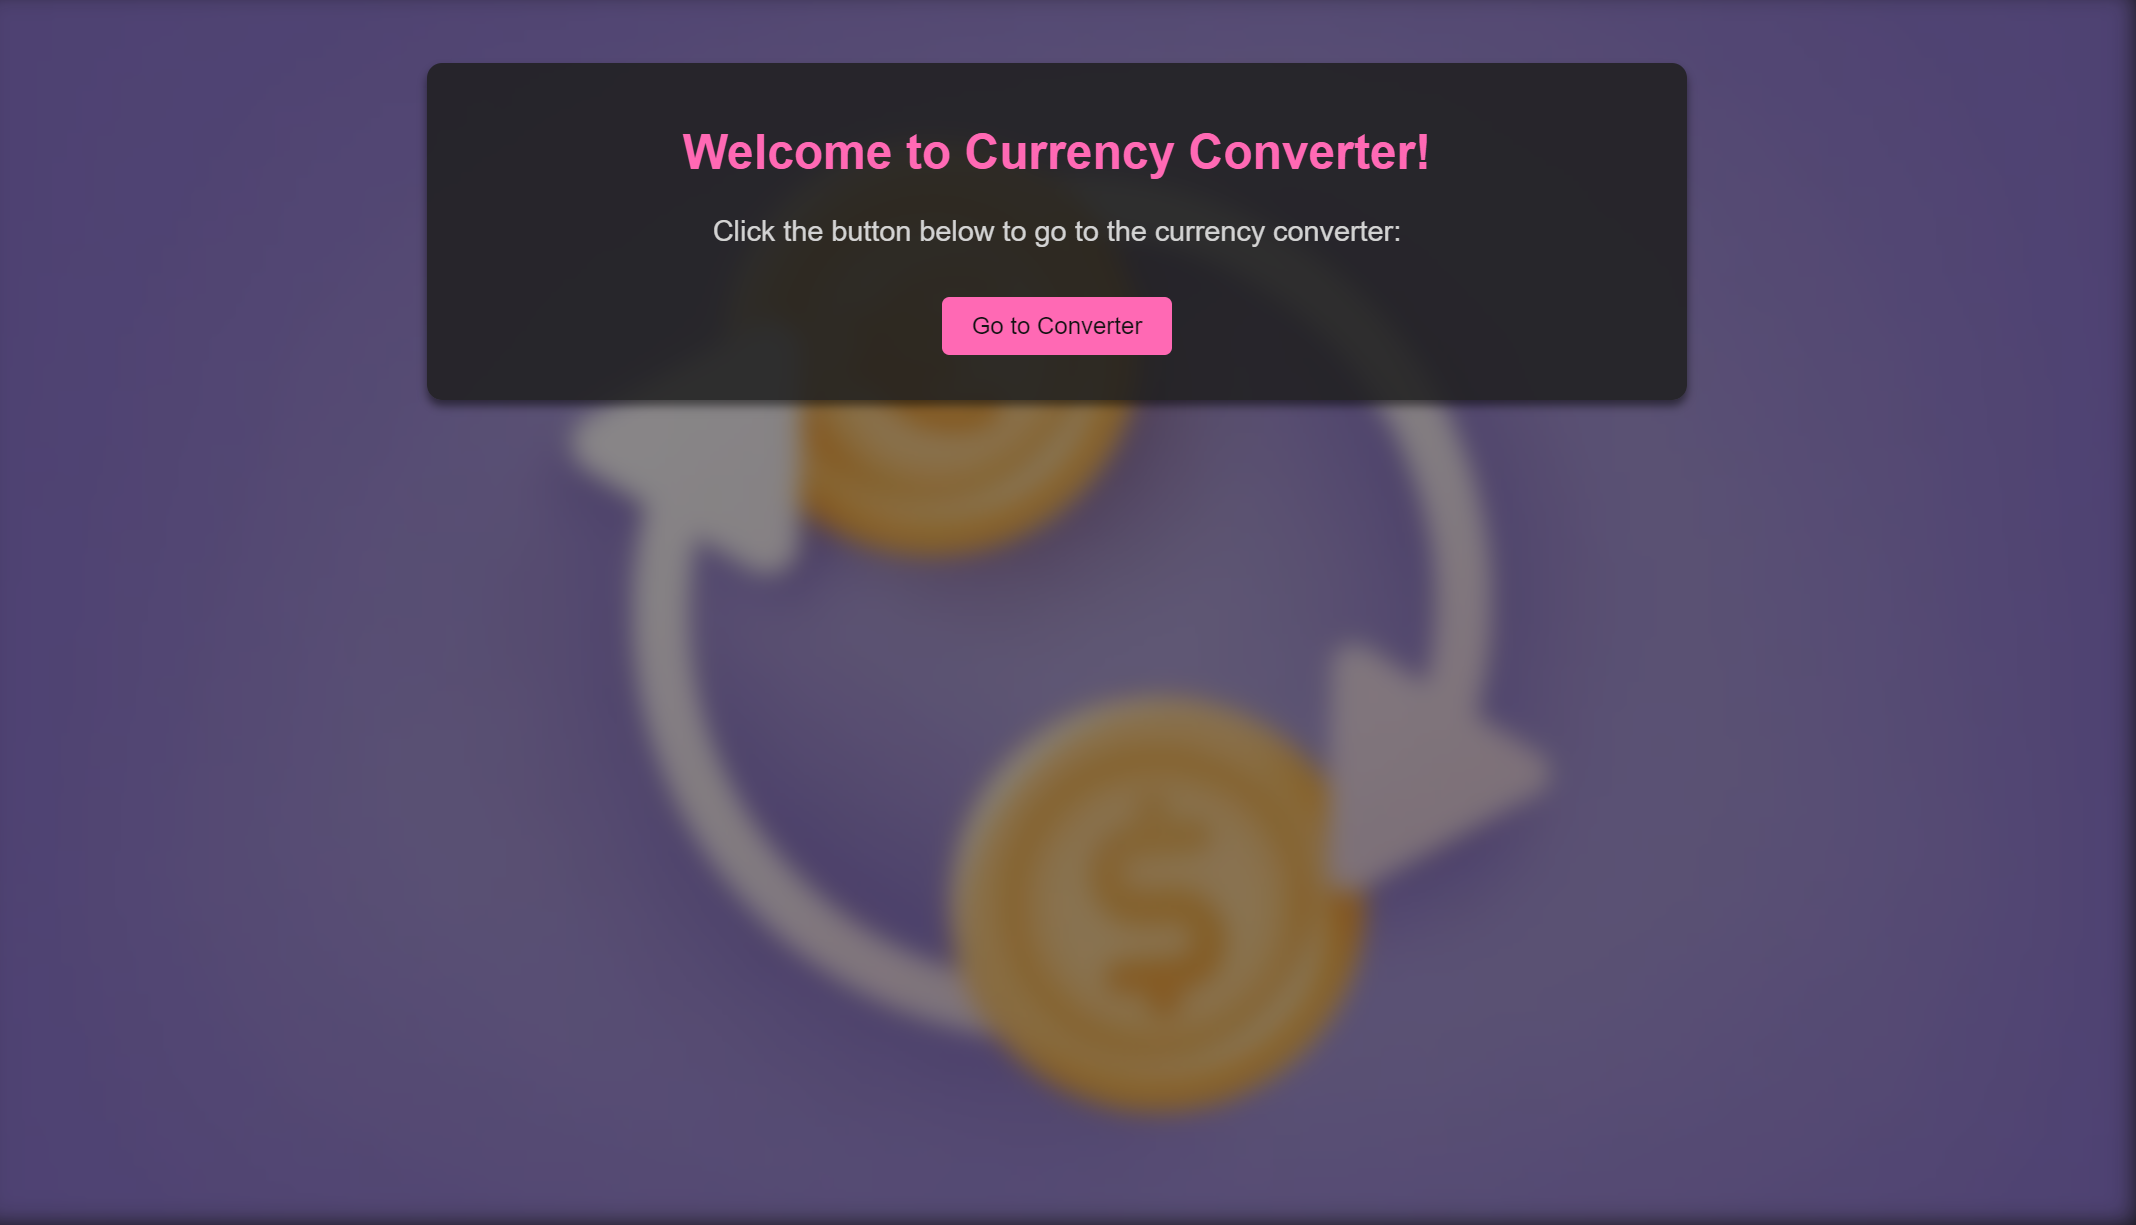 Welcome to Currency Converter!
Click the button below to go to the currency converter:
Go to Converter
$